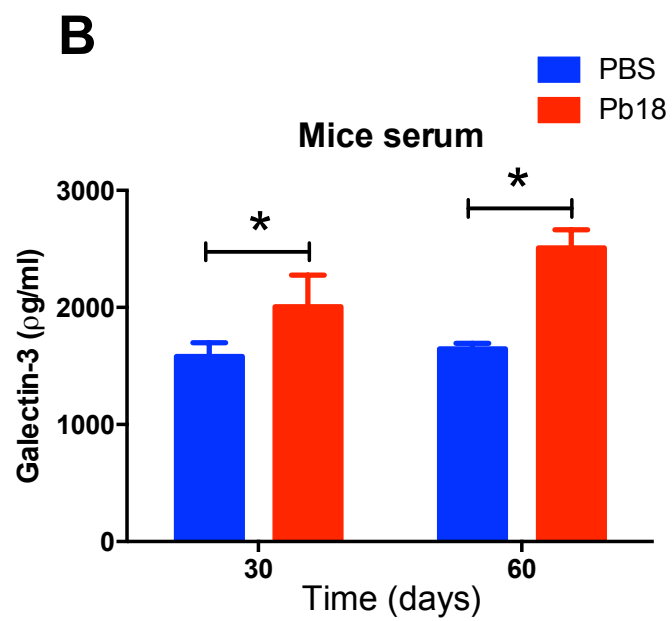 B
PBS
Pb18
Mice serum
*
*
3000
2000
1000
0
Galectin-3 (ρg/ml)
30
60
Time (days)